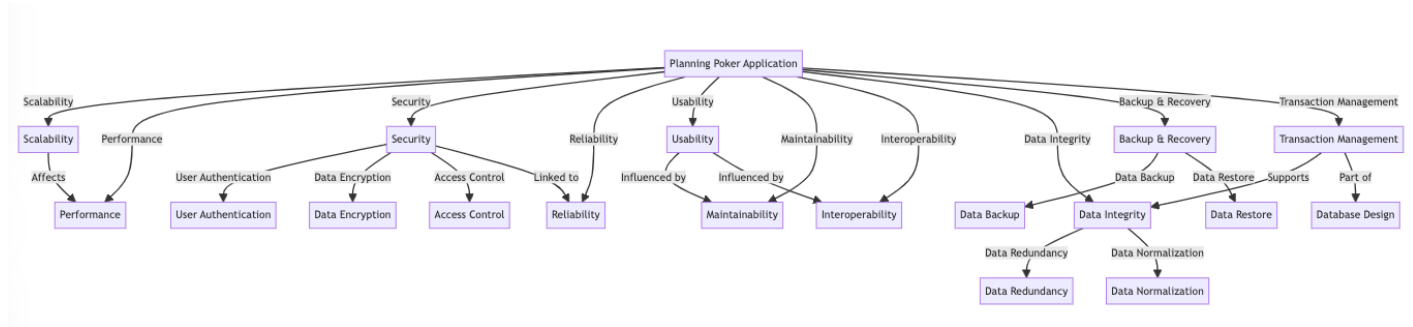 Planning Poker Application
Scalability
Security
Usability
Backup & Recovery
Transaction Management
Scalability
Performance
Security
Reliability
Usability
Maintainability
Interoperability
Data Integrity
Backup & Recovery
Transaction Management
Affects
User Authentication
Data Encryption
Access Control
Linked to
Influenced by
Influenced by
Data Backup
Data Restore
Supports
Part of
Performance
User Authentication
Data Encryption
Access Control
Reliability
Maintainability
Interoperability
Data Backup
Data Integrity
Data Restore
Database Design
Data Redundancy
Data Normalization
Data Redundancy
Data Normalization